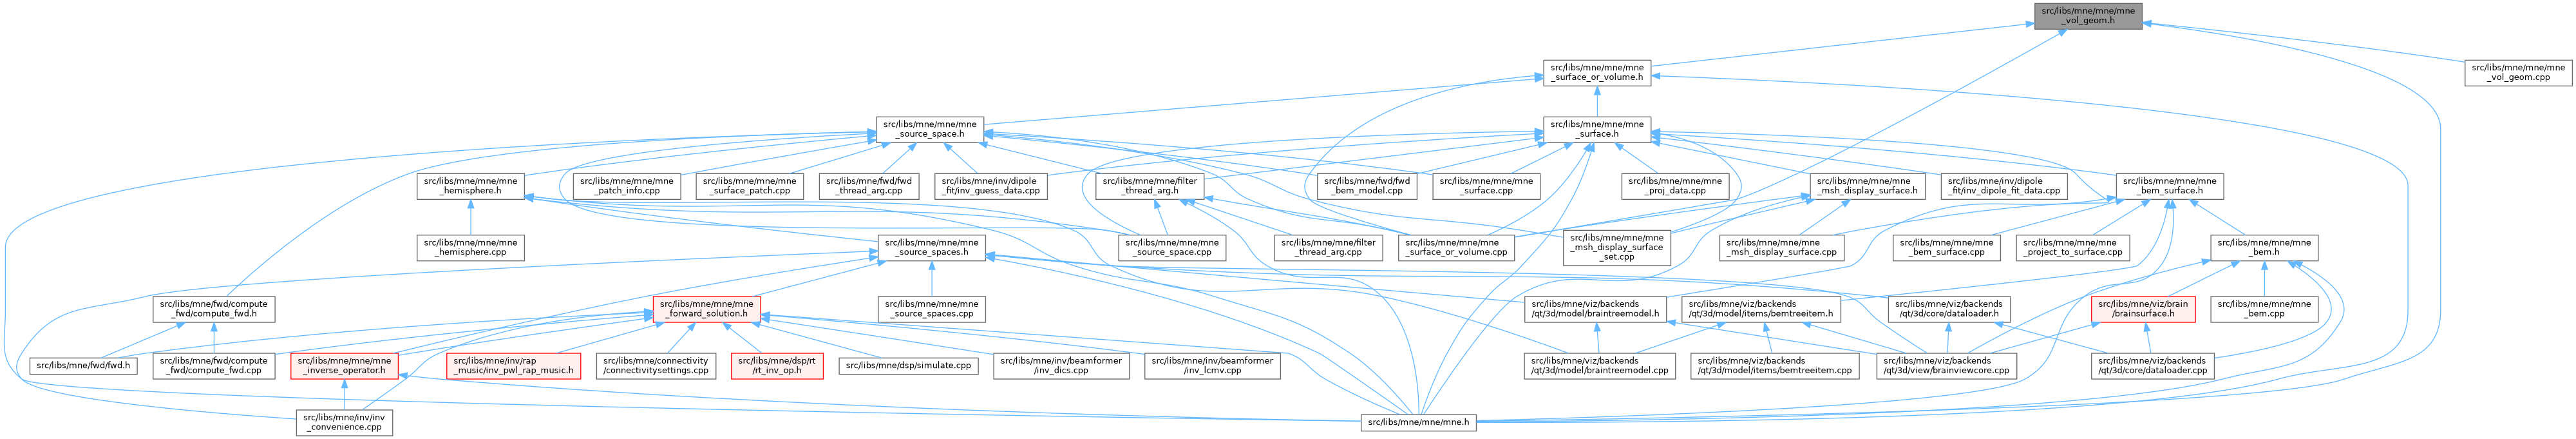 src/libs/mne/mne/mne
_vol_geom.h
src/libs/mne/mne/mne
_surface_or_volume.h
src/libs/mne/mne/mne
_vol_geom.cpp
src/libs/mne/mne/mne
_source_space.h
src/libs/mne/mne/mne
_surface.h
src/libs/mne/mne/mne
_hemisphere.h
src/libs/mne/mne/mne
_patch_info.cpp
src/libs/mne/mne/mne
_surface_patch.cpp
src/libs/mne/fwd/fwd
_thread_arg.cpp
src/libs/mne/inv/dipole
_fit/inv_guess_data.cpp
src/libs/mne/mne/filter
_thread_arg.h
src/libs/mne/fwd/fwd
_bem_model.cpp
src/libs/mne/mne/mne
_surface.cpp
src/libs/mne/mne/mne
_proj_data.cpp
src/libs/mne/mne/mne
_msh_display_surface.h
src/libs/mne/inv/dipole
_fit/inv_dipole_fit_data.cpp
src/libs/mne/mne/mne
_bem_surface.h
src/libs/mne/mne/mne
_hemisphere.cpp
src/libs/mne/mne/mne
_source_spaces.h
src/libs/mne/mne/mne
_source_space.cpp
src/libs/mne/mne/filter
_thread_arg.cpp
src/libs/mne/mne/mne
_surface_or_volume.cpp
src/libs/mne/mne/mne
_msh_display_surface
_set.cpp
src/libs/mne/mne/mne
_msh_display_surface.cpp
src/libs/mne/mne/mne
_bem_surface.cpp
src/libs/mne/mne/mne
_project_to_surface.cpp
src/libs/mne/mne/mne
_bem.h
src/libs/mne/fwd/compute
_fwd/compute_fwd.h
src/libs/mne/mne/mne
_forward_solution.h
src/libs/mne/mne/mne
_source_spaces.cpp
src/libs/mne/viz/backends
/qt/3d/model/braintreemodel.h
src/libs/mne/viz/backends
/qt/3d/model/items/bemtreeitem.h
src/libs/mne/viz/backends
/qt/3d/core/dataloader.h
src/libs/mne/viz/brain
/brainsurface.h
src/libs/mne/mne/mne
_bem.cpp
src/libs/mne/fwd/fwd.h
src/libs/mne/fwd/compute
_fwd/compute_fwd.cpp
src/libs/mne/mne/mne
_inverse_operator.h
src/libs/mne/inv/rap
_music/inv_pwl_rap_music.h
src/libs/mne/connectivity
/connectivitysettings.cpp
src/libs/mne/dsp/rt
/rt_inv_op.h
src/libs/mne/dsp/simulate.cpp
src/libs/mne/inv/beamformer
/inv_dics.cpp
src/libs/mne/inv/beamformer
/inv_lcmv.cpp
src/libs/mne/viz/backends
/qt/3d/model/braintreemodel.cpp
src/libs/mne/viz/backends
/qt/3d/model/items/bemtreeitem.cpp
src/libs/mne/viz/backends
/qt/3d/view/brainviewcore.cpp
src/libs/mne/viz/backends
/qt/3d/core/dataloader.cpp
src/libs/mne/inv/inv
_convenience.cpp
src/libs/mne/mne/mne.h